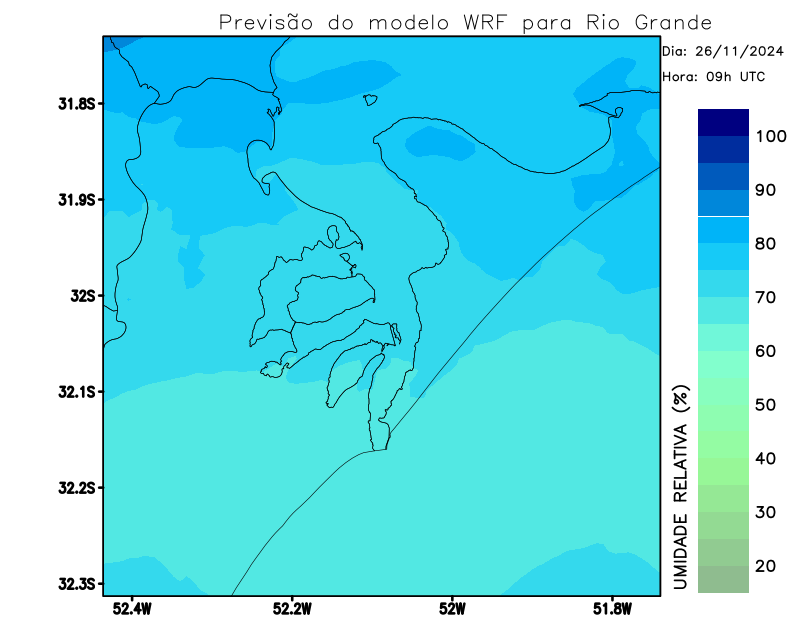 Previsão do modelo WRF para Rio Grande
Dia: 26/11/2024
Hora: 09h UTC
31.8S
31.9S
32S
32.1S
32.2S
32.3S
52.4W
52.2W
52W
51.8W
100
90
80
70
60
50
40
30
20
UMIDADE RELATIVA (%)